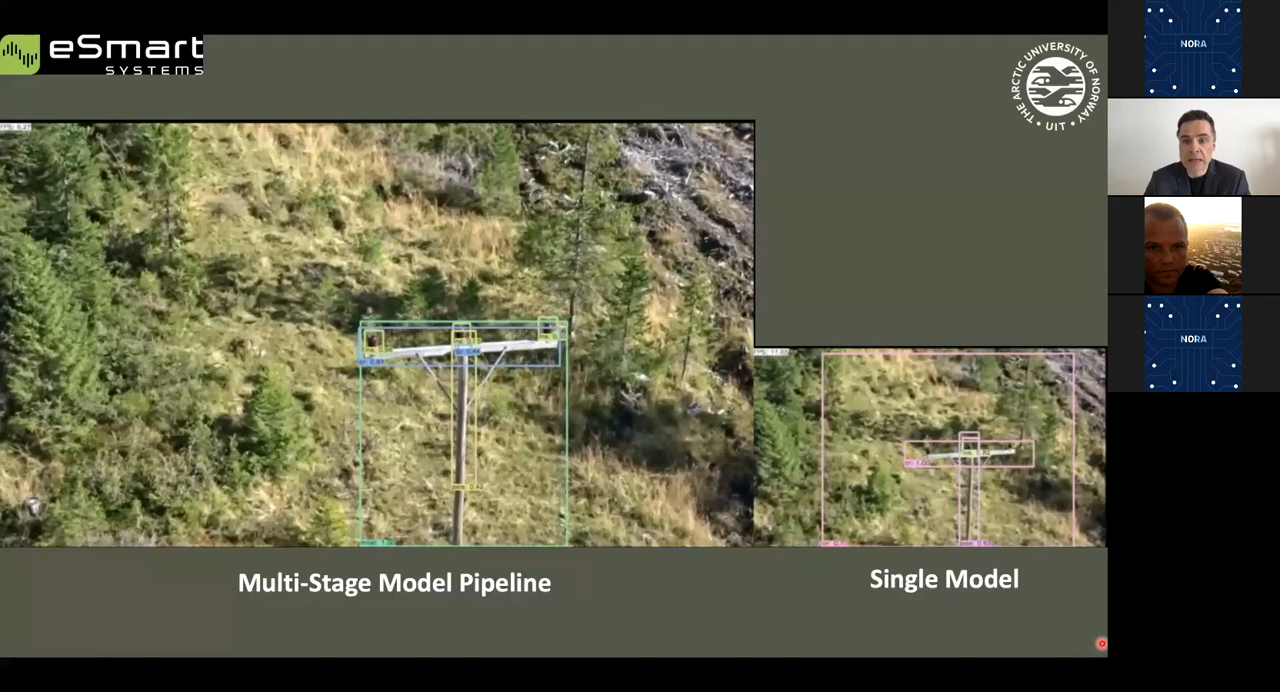 eSmart
SYSTEMS
THE ARCTIC UNIVERSITY OF NORWAY
UIT
NORA
NORA
Multi-Stage Model Pipeline
Single Model